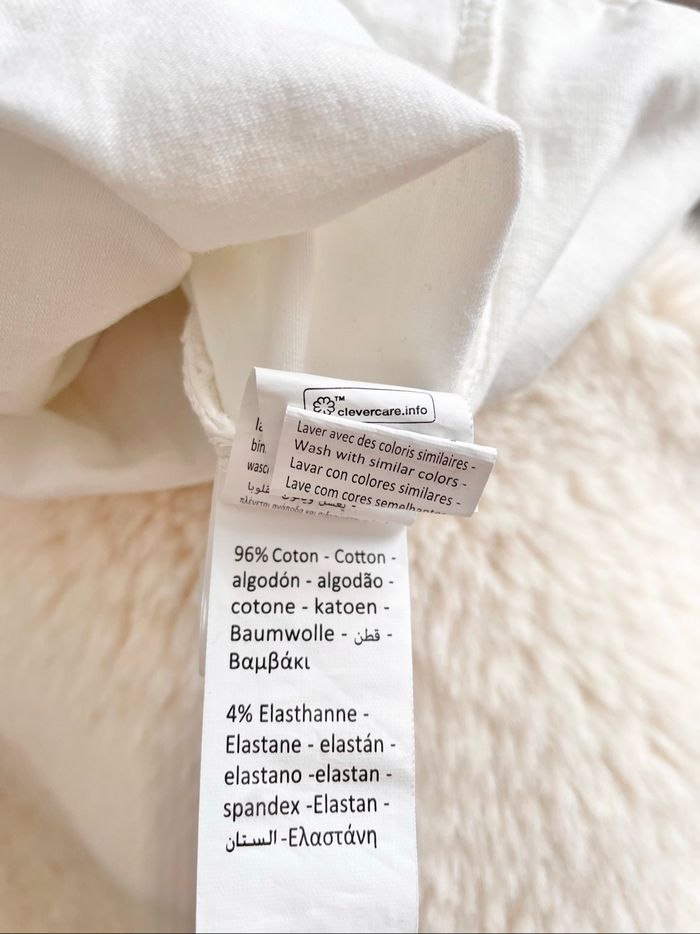 ™
clevercare.info
Laver avec des coloris similaires -
Wash with similar colors -
Lavar con colores similares -
Lave com cores semelhantes
bin.
96% Coton - Cotton -
algodón - algodão -
cotone - katoen -
Baumwolle - قطن -
Βαμβάκι
4% Elasthanne -
Elastane - elastán -
elastano -elastan -
spandex -Elastan -
الستان -Ελαστάνη